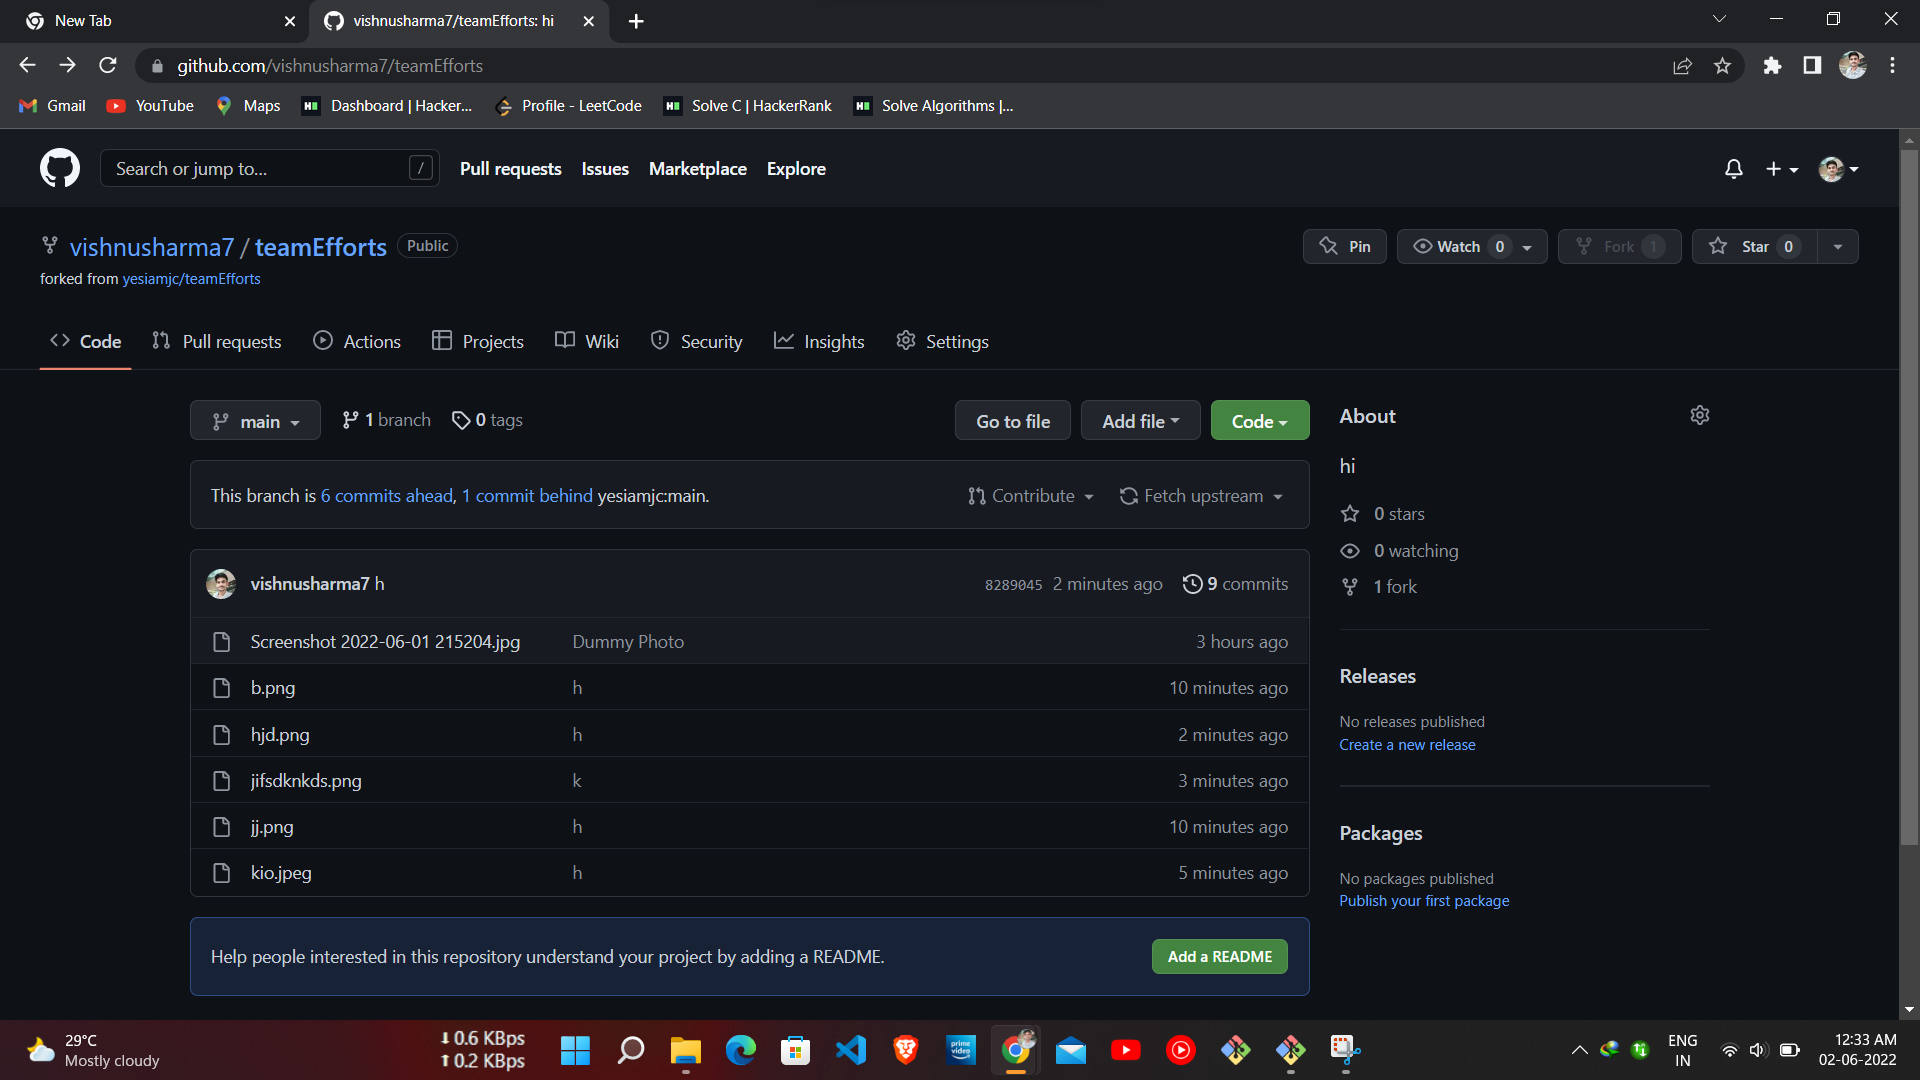 New Tab
vishnusharma7/teamEfforts: hi
github.com/vishnusharma7/teamEfforts
Gmail YouTube Maps Dashboard | Hacker... Profile - LeetCode Solve C | HackerRank Solve Algorithms |...
Search or jump to... / Pull requests Issues Marketplace Explore
vishnusharma7 / teamEfforts Public
Pin Watch 0 Fork 1 Star 0
forked from yesiamjc/teamEfforts
Code Pull requests Actions Projects Wiki Security Insights Settings
main 1 branch 0 tags Go to file Add file Code
This branch is 6 commits ahead, 1 commit behind yesiamjc:main. Contribute Fetch upstream
vishnusharma7 h 8289045 2 minutes ago 9 commits
Screenshot 2022-06-01 215204.jpg Dummy Photo 3 hours ago
b.png h 10 minutes ago
hjd.png h 2 minutes ago
jifsdknkds.png k 3 minutes ago
jj.png h 10 minutes ago
kio.jpeg h 5 minutes ago
Help people interested in this repository understand your project by adding a README. Add a README
About
hi
0 stars
0 watching
1 fork
Releases
No releases published
Create a new release
Packages
No packages published
Publish your first package
29°C
Mostly cloudy
0.6 KBps
0.2 KBps
prime video
ENG
IN
12:33 AM
02-06-2022